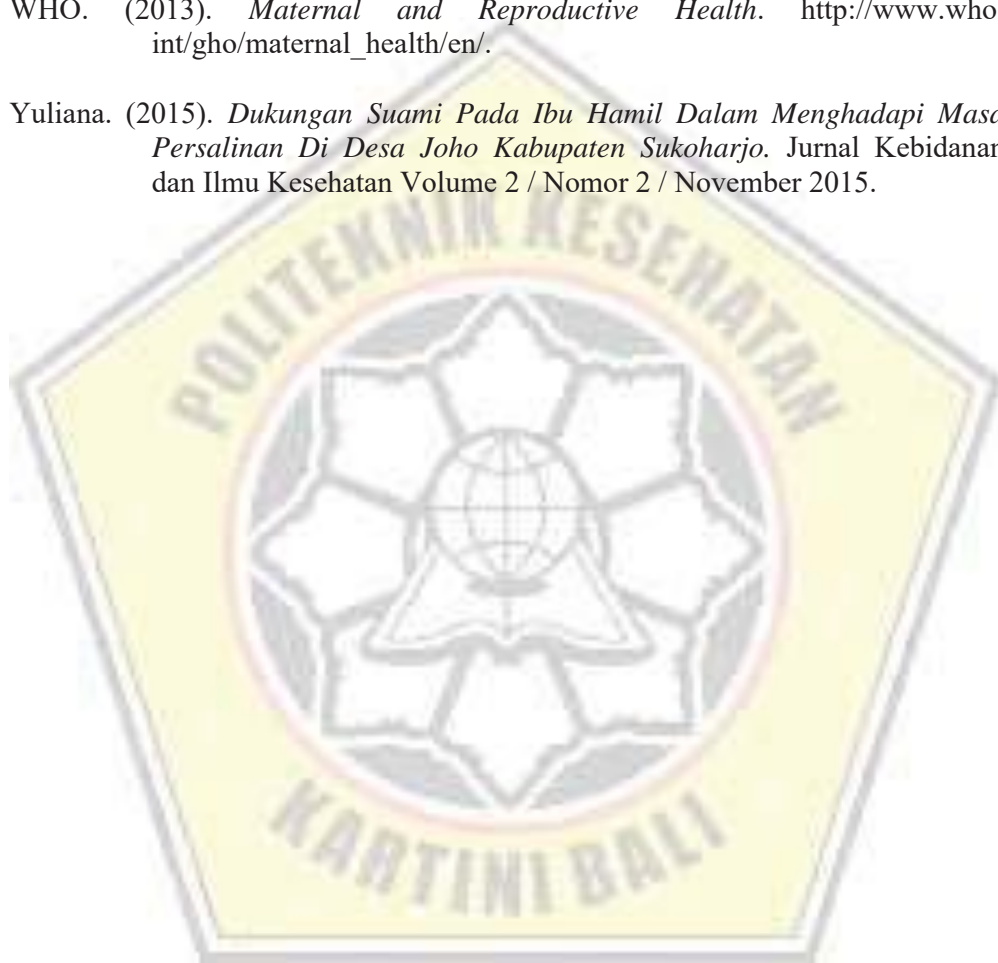 WHO. (2013). Maternal and Reproductive Health. http://www.who
int/gho/maternal_health/en/.
Yuliana. (2015). Dukungan Suami Pada Ibu Hamil Dalam Menghadapi Masa
Persalinan Di Desa Joho Kabupaten Sukoharjo. Jurnal Kebidanan
dan Ilmu Kesehatan Volume 2 / Nomor 2 / November 2015.
POLITEKNIK KESEHATAN
KARTINI BALI